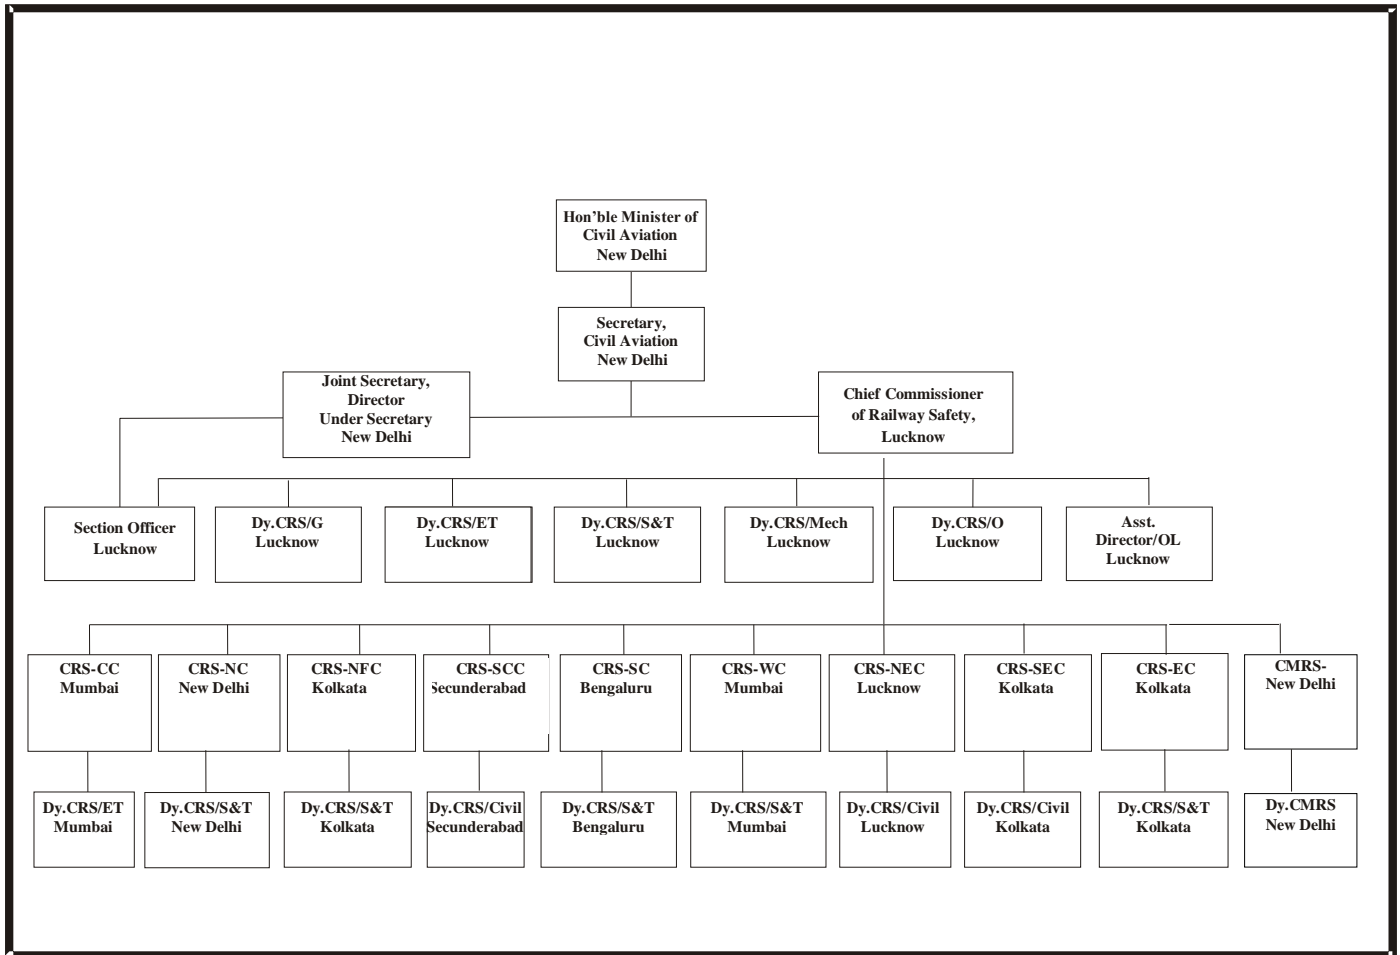 Hon'ble Minister of
Civil Aviation
New Delhi
Secretary,
Civil Aviation
New Delhi
Joint Secretary,
Director
Under Secretary
New Delhi
Chief Commissioner
of Railway Safety,
Lucknow
Section Officer
Lucknow
Dy.CRS/G
Lucknow
Dy.CRS/ET
Lucknow
Dy.CRS/S&T
Lucknow
Dy.CRS/Mech
Lucknow
Dy.CRS/O
Lucknow
Asst.
Director/OL
Lucknow
CRS-CC
Mumbai
CRS-NC
New Delhi
CRS-NFC
Kolkata
CRS-SCC
Secunderabad
CRS-SC
Bengaluru
CRS-WC
Mumbai
CRS-NEC
Lucknow
CRS-SEC
Kolkata
CRS-EC
Kolkata
CMRS-
New Delhi
Dy.CRS/ET
Mumbai
Dy.CRS/S&T
New Delhi
Dy.CRS/S&T
Kolkata
Dy.CRS/Civil
Secunderabad
Dy.CRS/S&T
Bengaluru
Dy.CRS/S&T
Mumbai
Dy.CRS/Civil
Lucknow
Dy.CRS/Civil
Kolkata
Dy.CRS/S&T
Kolkata
Dy.CMRS
New Delhi